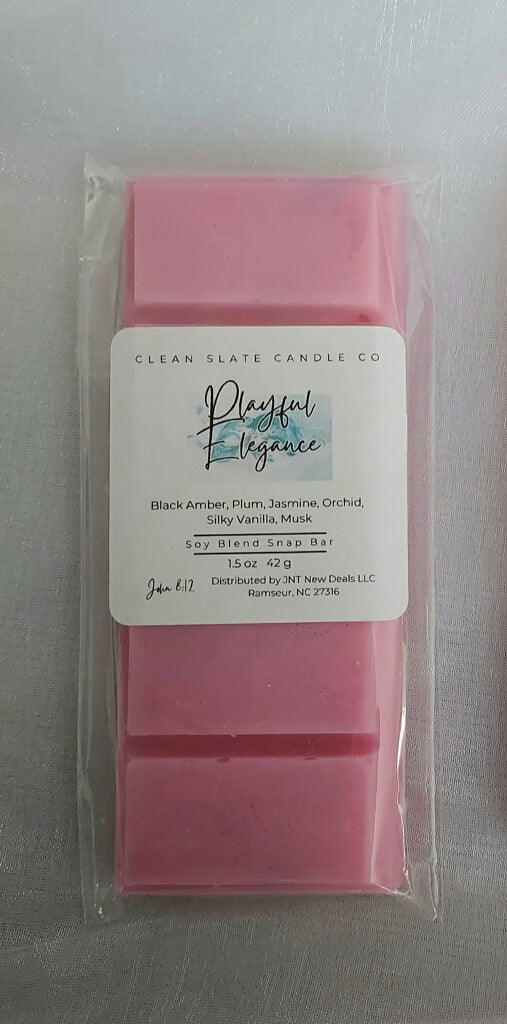 CLEAN SLATE CANDLE CO
Playful
Elegance
Black Amber, Plum, Jasmine, Orchid,
Silky Vanilla, Musk
Soy Blend Snap Bar
1.5 oz 42 g
John 8:12
Distributed by JNT New Deals LLC
Ramseur, NC 27316